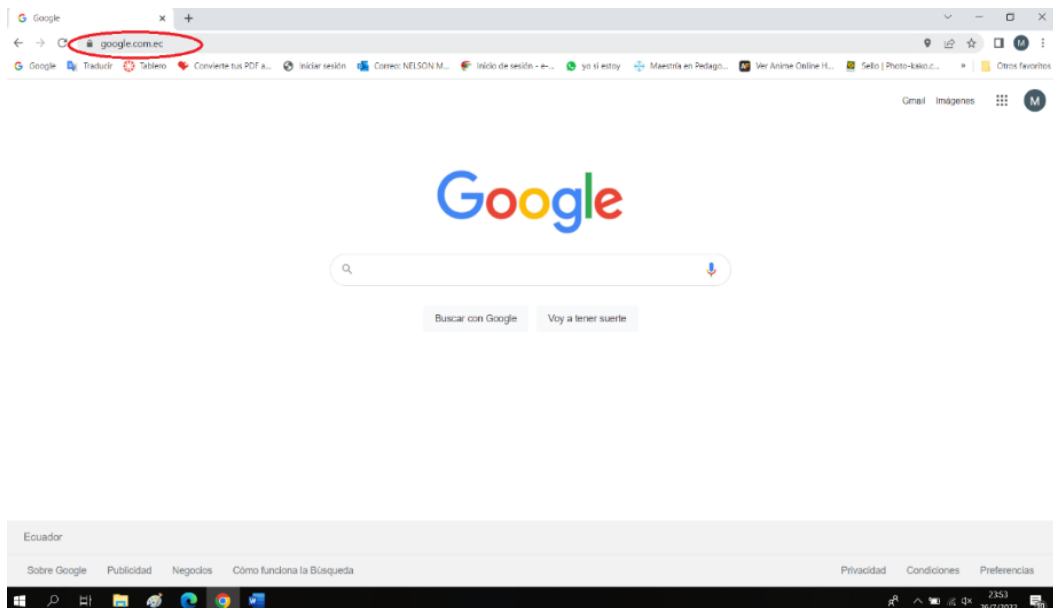 Google
google.com.ec
Google Traducir Tablero Convierte tus PDF a... Iniciar sesión Correo: NELSON M... Inicio de sesión - e-... yo si estoy Maestría en Pedago... Ver Anime Online H... Sello | Photo-kako.c... » Otros favoritos
Gmail Imágenes M
Google
Buscar con Google Voy a tener suerte
Ecuador
Sobre Google Publicidad Negocios Cómo funciona la Búsqueda Privacidad Condiciones Preferencias
23:53